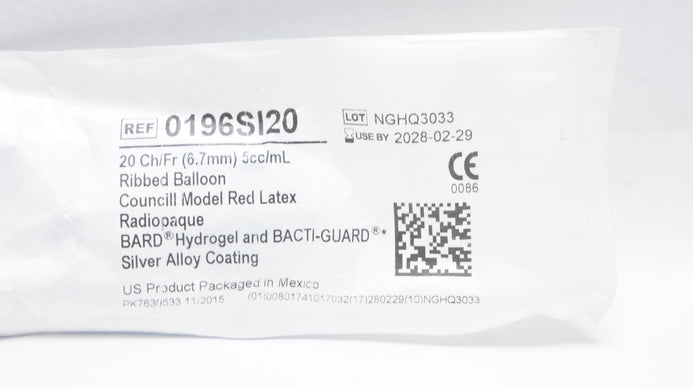 REF 0196SI20
LOT NGHQ3033
USE BY 2028-02-29
20 Ch/Fr (6.7mm) 5cc/mL
Ribbed Balloon
Councill Model Red Latex
Radiopaque
BARD® Hydrogel and BACTI-GUARD®*
Silver Alloy Coating
CE
0086
US Product Packaged in Mexico
PK7639533 11/2015 (01)00801741017032(17)280229(10)NGHQ3033